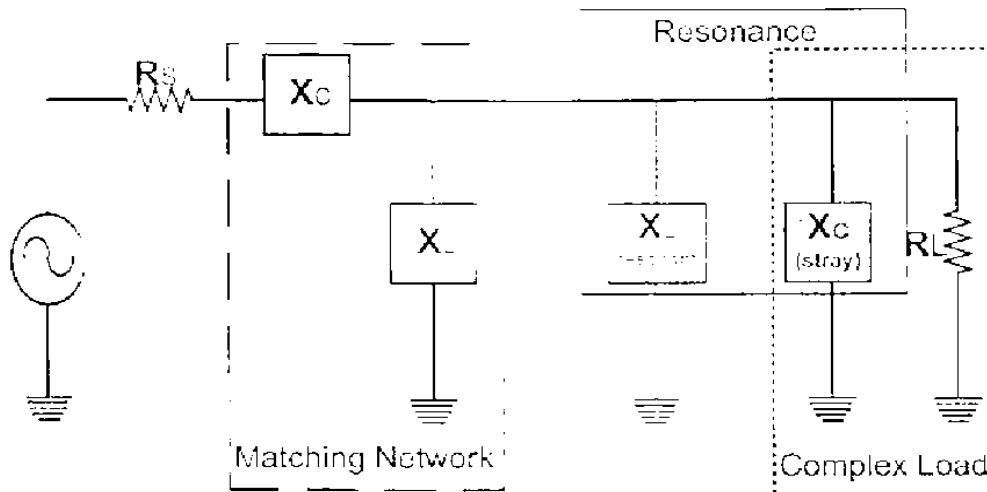 Resonance
Rs
Xc
XL
XL
Xc
(stray)
RL
Matching Network
Complex Load